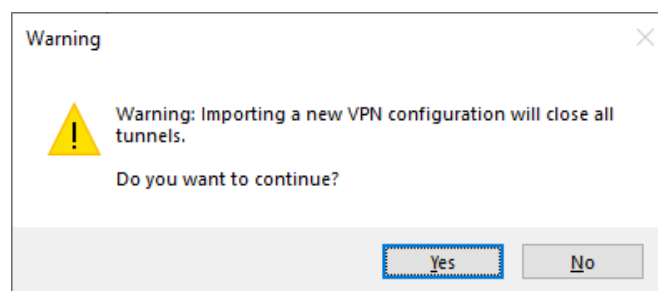 Warning
Warning: Importing a new VPN configuration will close all
tunnels.
Do you want to continue?
Yes
No